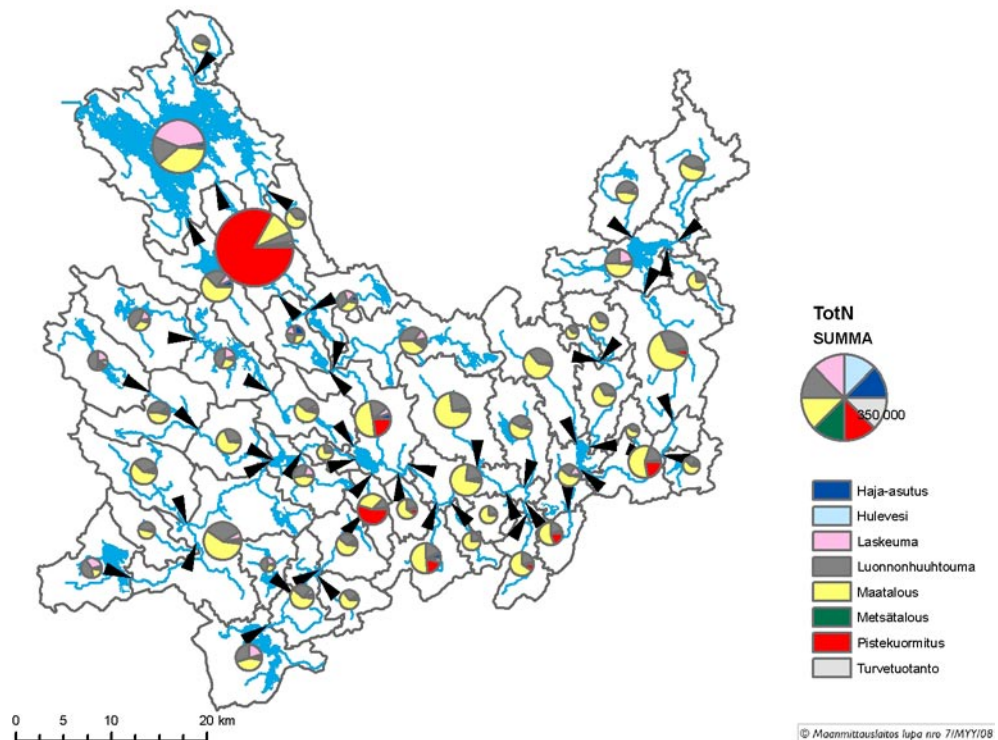 TotN
SUMMA
350,000
Haja-asutus
Hulevesi
Laskeuma
Luonnonhuuhtouma
Maatalous
Metsätalous
Pistekuormitus
Turvetuotanto
0 5 10 20 km
© Maanmittauslaitos lupa nro 7/MYY/08